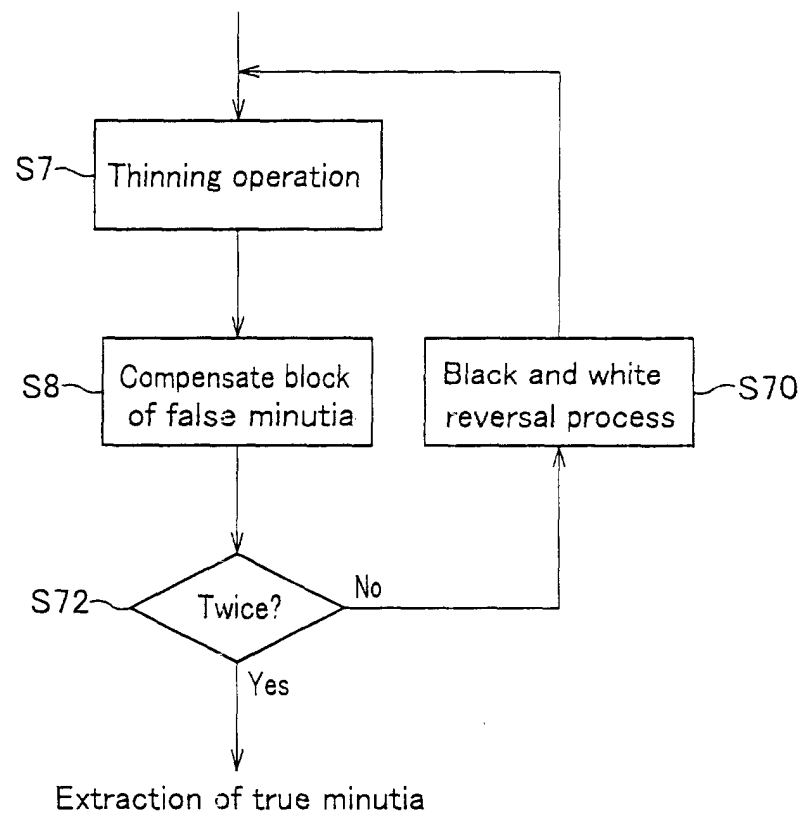 S7
Thinning operation
S8
Compensate block
of false minutia
Black and white
reversal process
S70
S72
Twice?
No
Yes
Extraction of true minutia